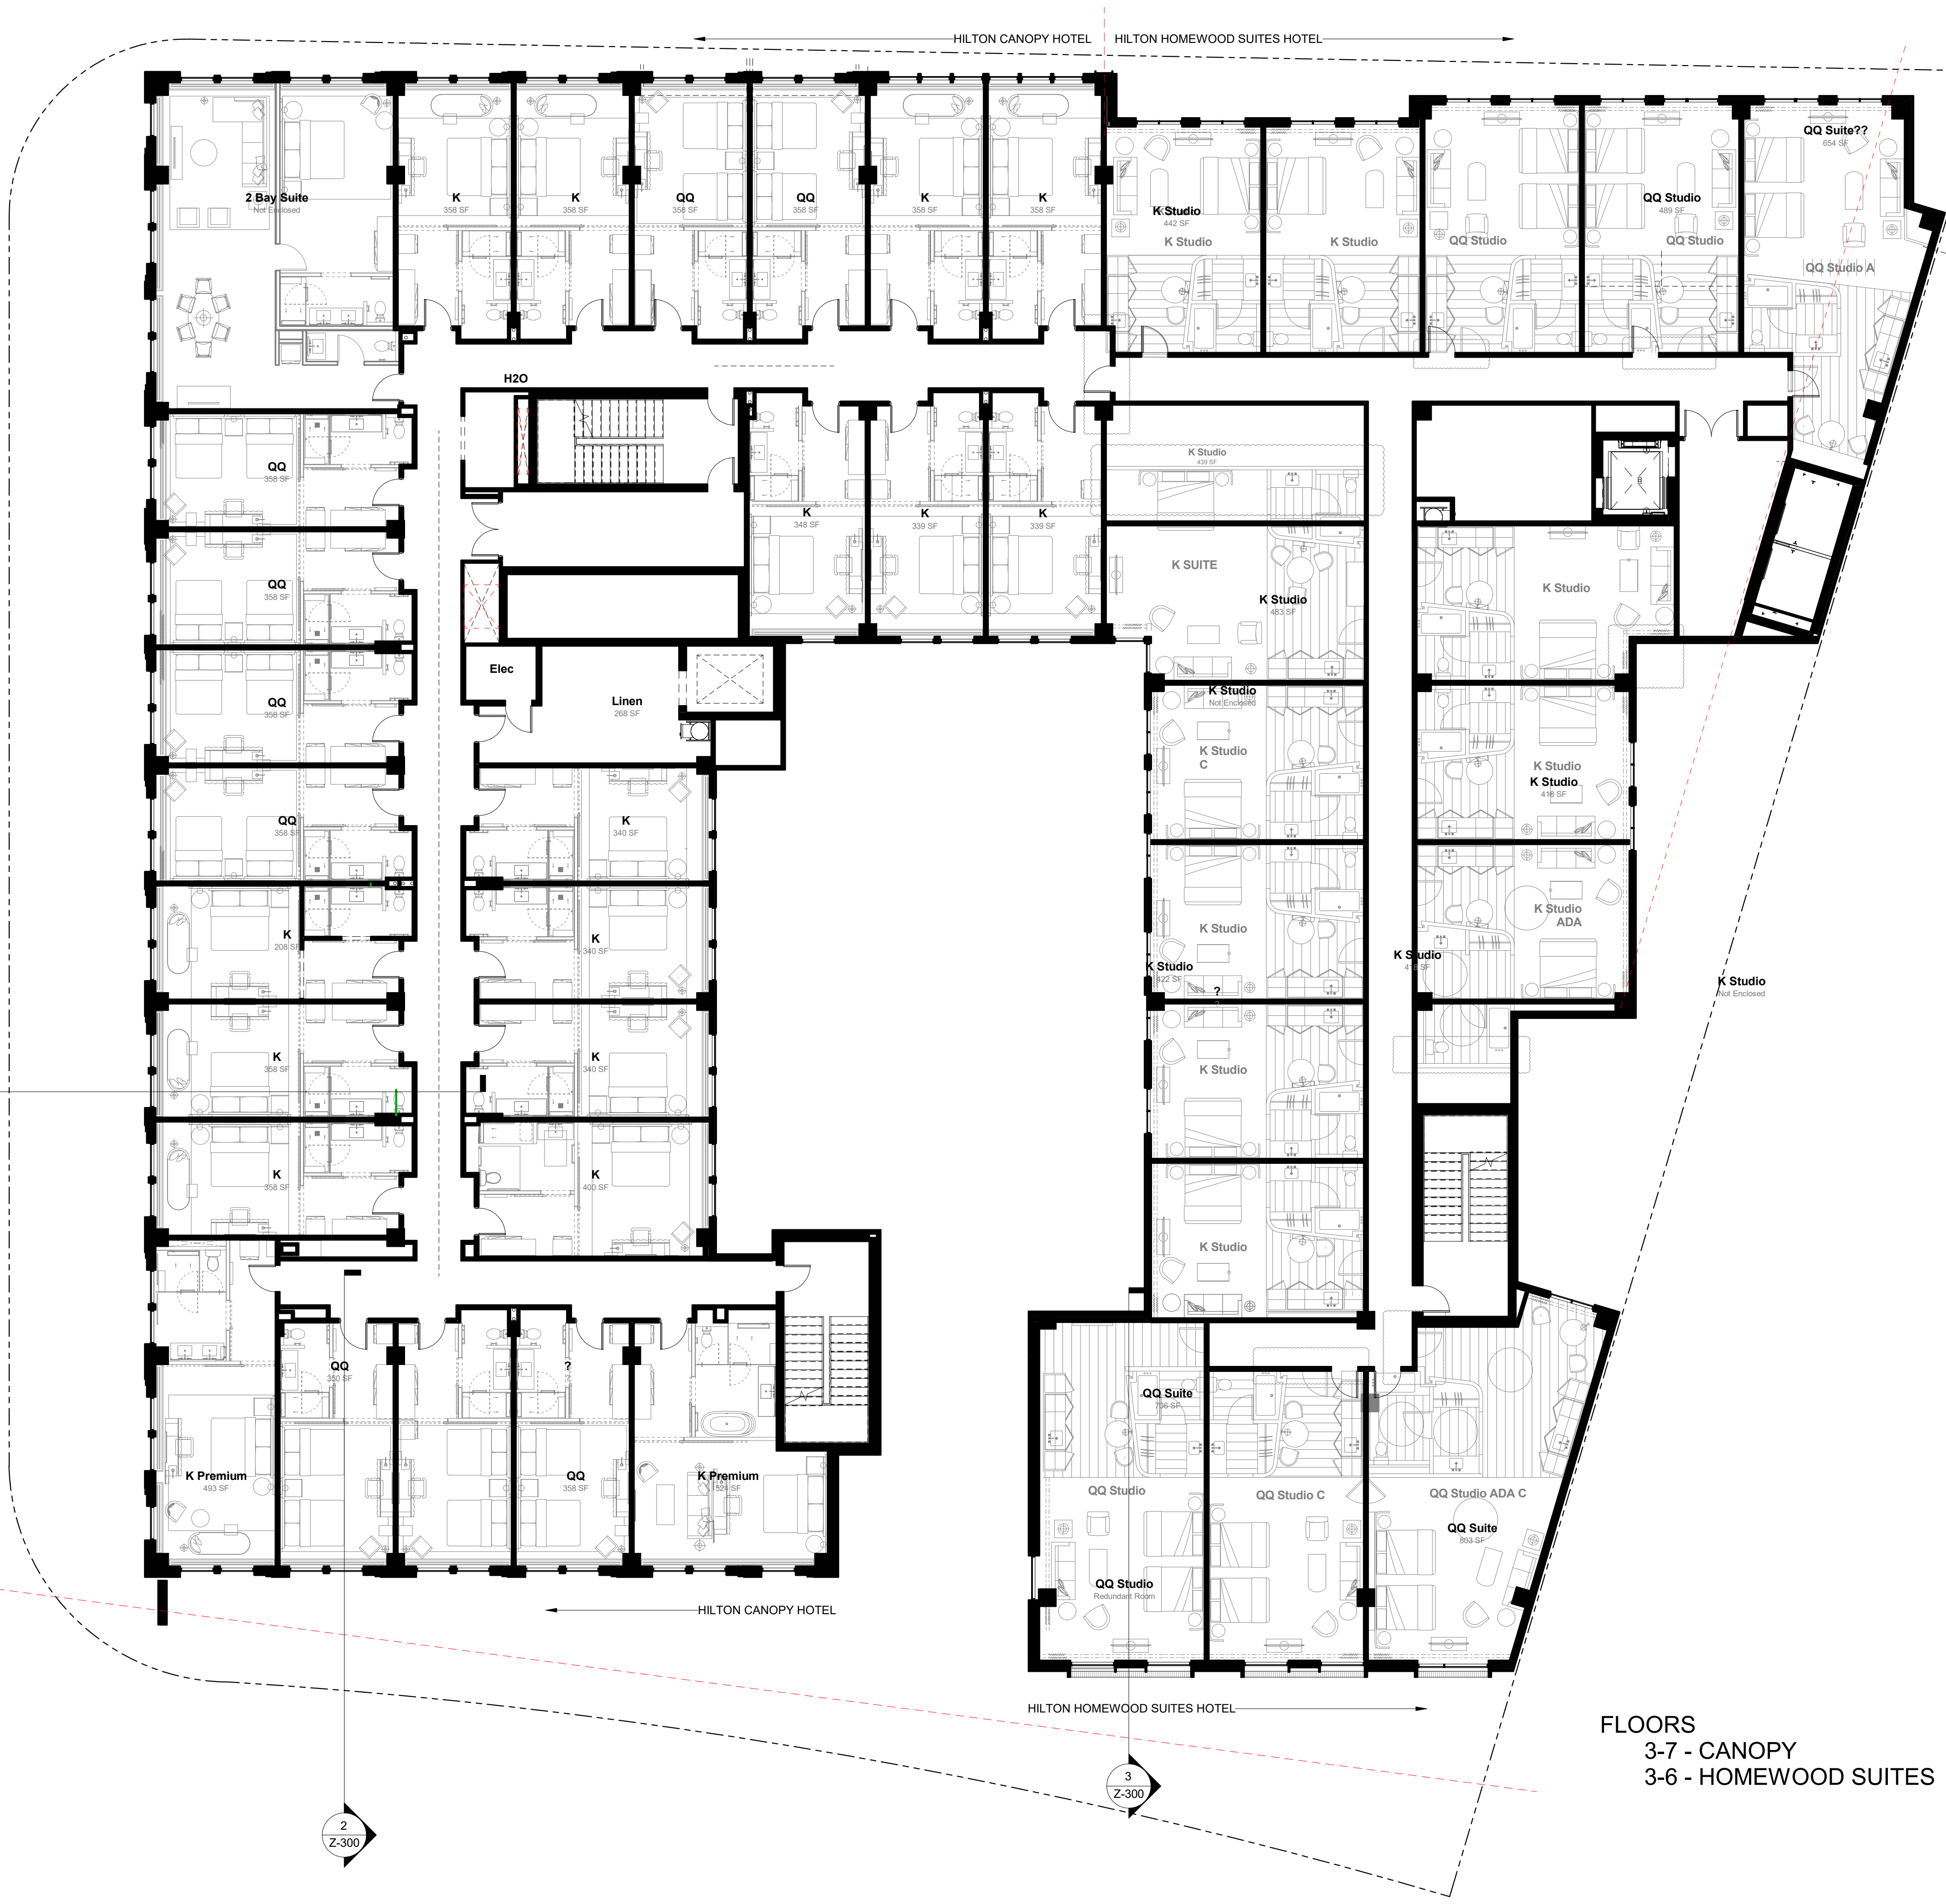 HILTON CANOPY HOTEL
HILTON HOMEWOOD SUITES HOTEL
QQ Suite??
654 SF
2 Bay Suite
Not Enclosed
K
358 SF
K
358 SF
QQ
358 SF
QQ
358 SF
K
358 SF
K
358 SF
K Studio
442 SF
K Studio
K Studio
QQ Studio
QQ Studio
489 SF
QQ Studio
QQ Studio A
H2O
QQ
358 SF
K Studio
439 SF
K
348 SF
K
339 SF
K
339 SF
QQ
358 SF
K SUITE
K Studio
483 SF
K Studio
Elec
Linen
268 SF
QQ
358 SF
K Studio
Not Enclosed
K Studio
C
K Studio
K Studio
418 SF
QQ
358 SF
K
340 SF
K
208 SF
K
340 SF
K Studio
K Studio
ADA
K Studio
422 SF
?
K Studio
SF
K Studio
Not Enclosed
K
358 SF
K
340 SF
K Studio
K
358 SF
K
400 SF
K Studio
QQ
350 SF
?
QQ Suite
706 SF
K Premium
493 SF
QQ
358 SF
K Premium
524 SF
QQ Studio
QQ Studio C
QQ Studio ADA C
QQ Suite
803 SF
QQ Studio
Redundant Room
HILTON CANOPY HOTEL
HILTON HOMEWOOD SUITES HOTEL
FLOORS
3-7 - CANOPY
3-6 - HOMEWOOD SUITES
3
Z-300
2
Z-300